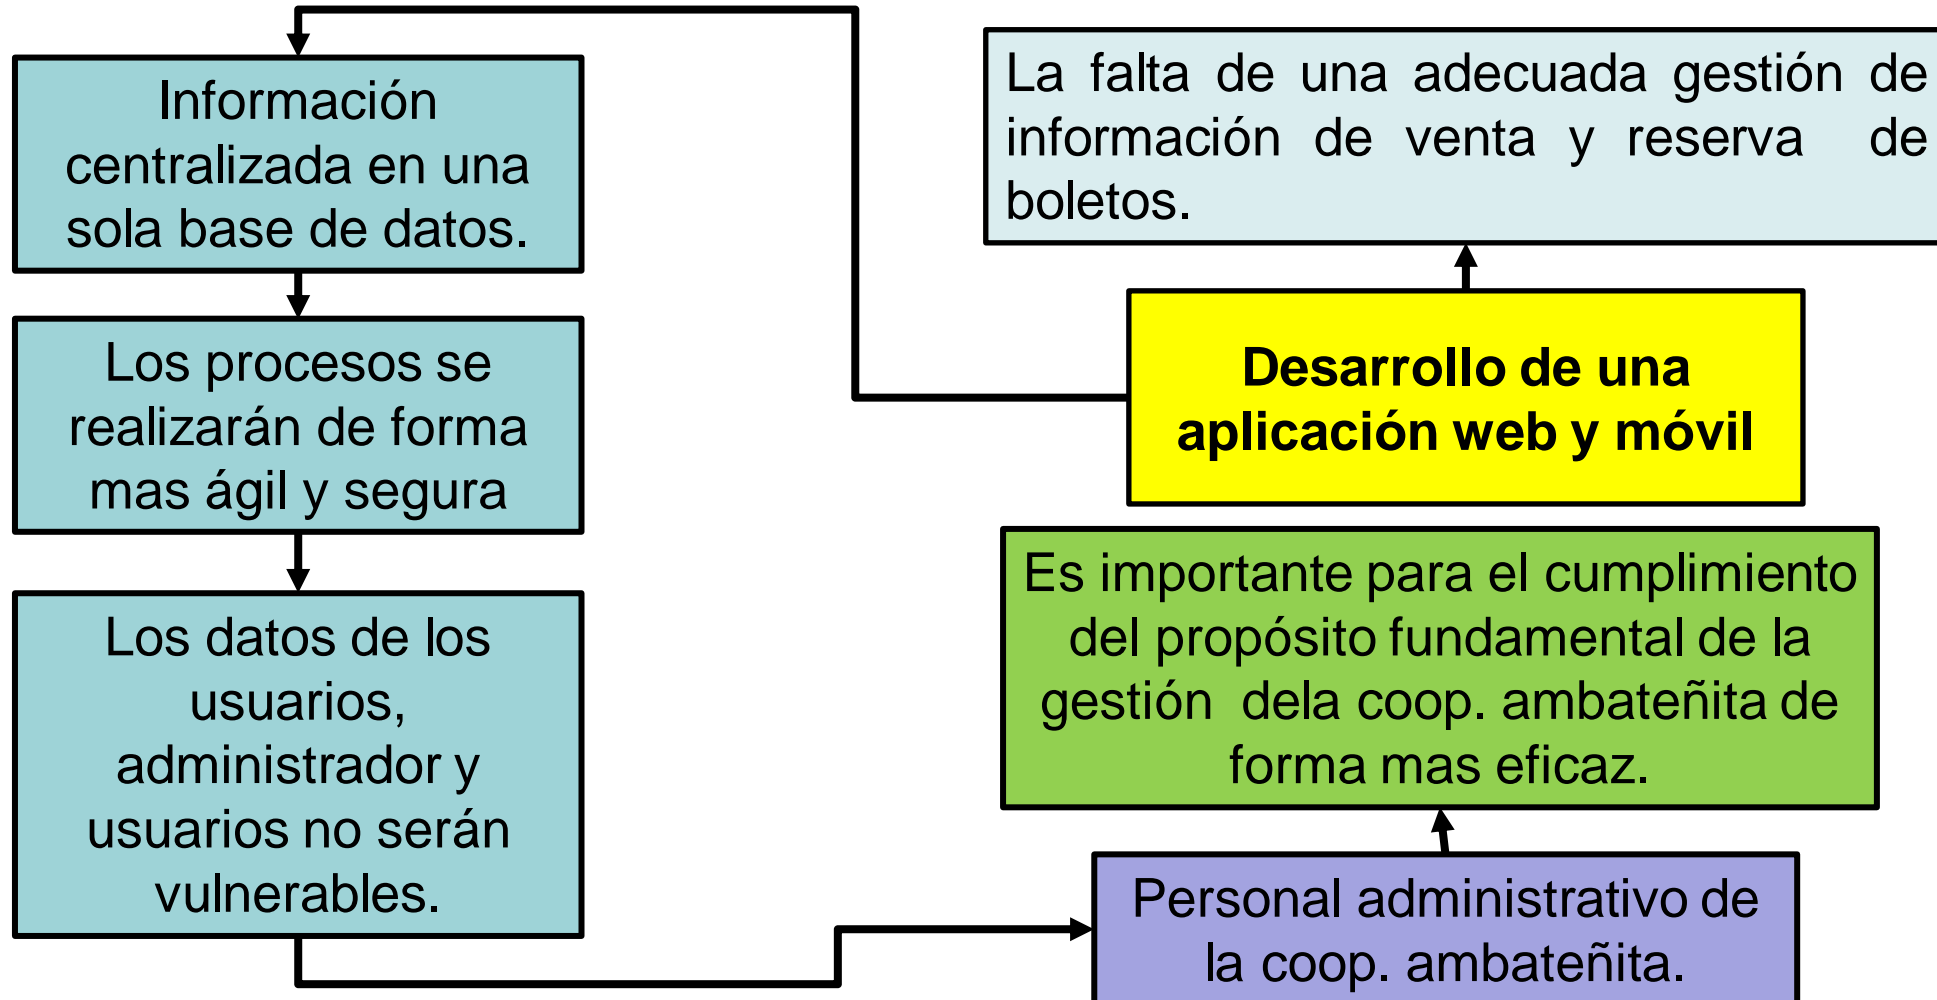 Información
centralizada en una
sola base de datos.
Los procesos se
realizarán de forma
mas ágil y segura
Los datos de los
usuarios,
administrador y
usuarios no serán
vulnerables.
La falta de una adecuada gestión de
información de venta y reserva de
boletos.
Desarrollo de una
aplicación web y móvil
Es importante para el cumplimiento
del propósito fundamental de la
gestión dela coop. ambateñita de
forma mas eficaz.
Personal administrativo de
la coop. ambateñita.